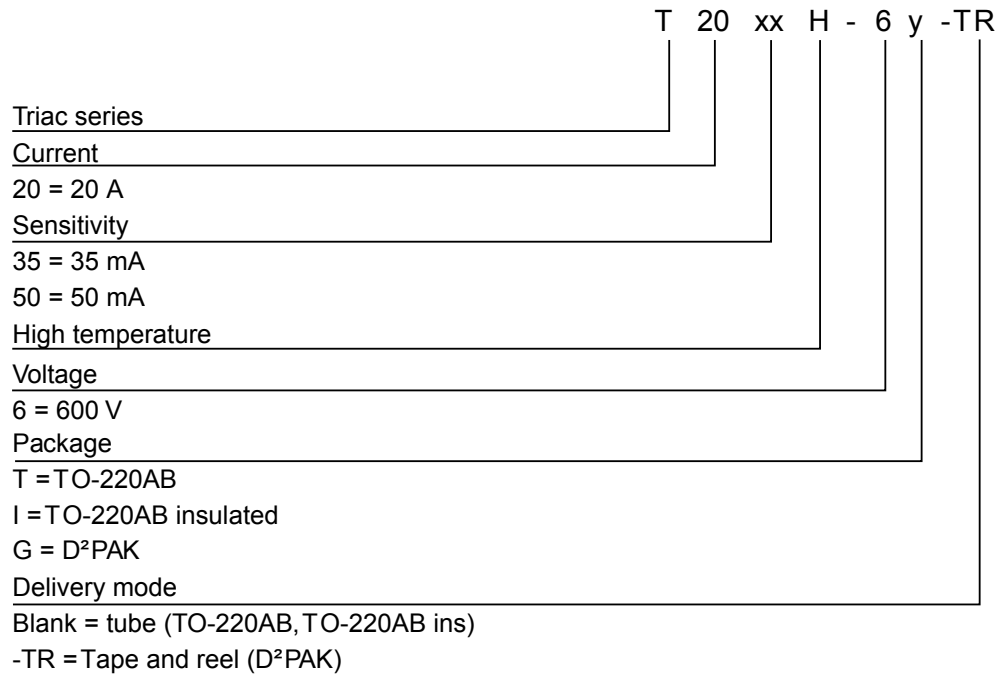 T 20 xx H - 6 y -TR
Triac series
Current
20 = 20 A
Sensitivity
35 = 35 mA
50 = 50 mA
High temperature
Voltage
6 = 600 V
Package
T = TO-220AB
I = TO-220AB insulated
G = D²PAK
Delivery mode
Blank = tube (TO-220AB, TO-220AB ins)
-TR = Tape and reel (D²PAK)